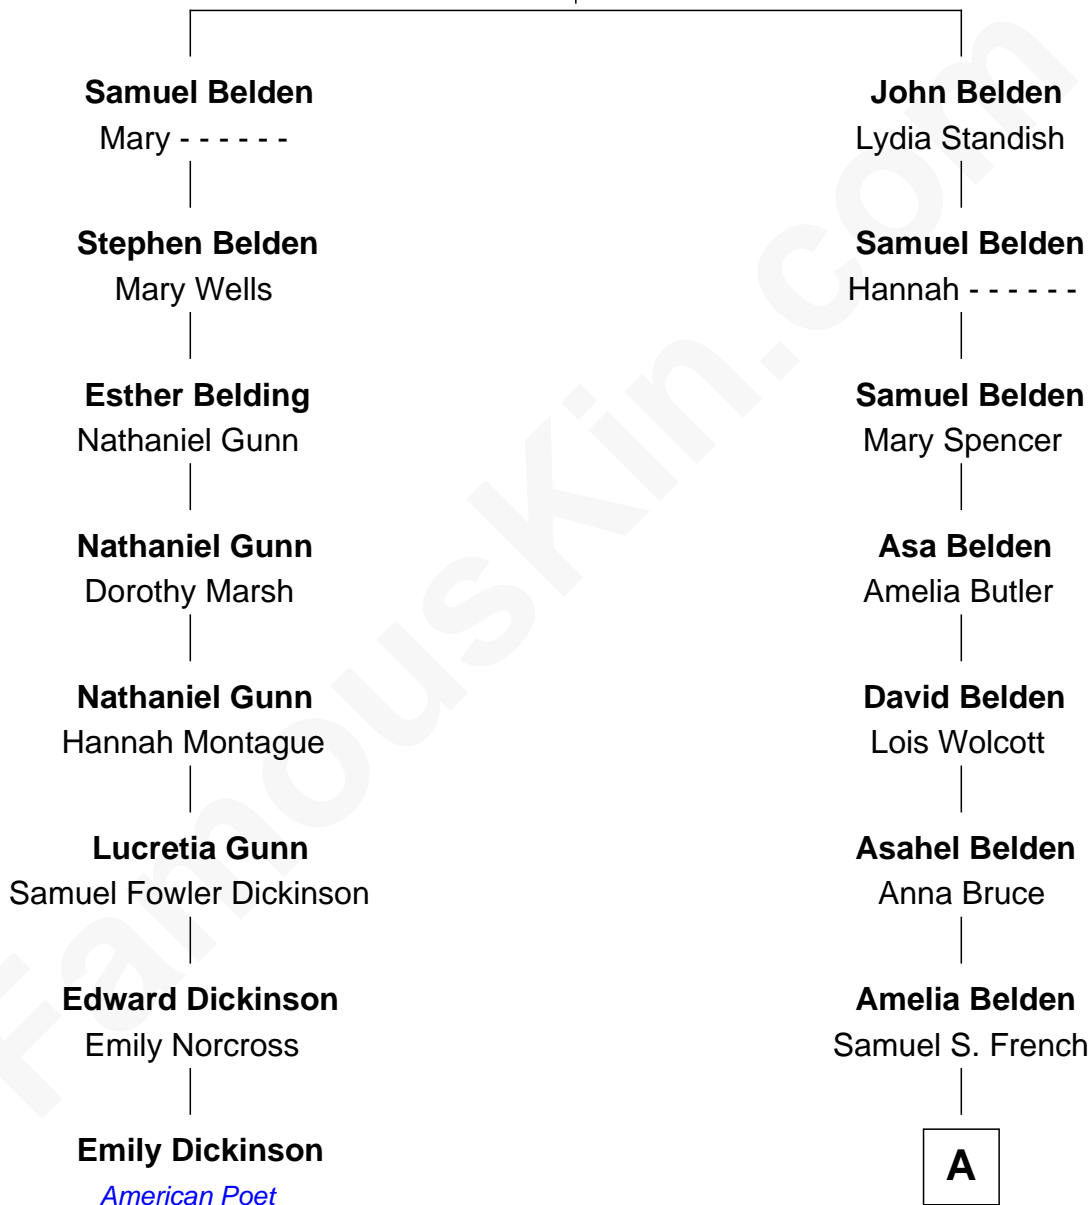 Samuel Belden
Mary - - - - - -
Stephen Belden
Mary Wells
Esther Belding
Nathaniel Gunn
Nathaniel Gunn
Dorothy Marsh
Nathaniel Gunn
Hannah Montague
Lucretia Gunn
Samuel Fowler Dickinson
Edward Dickinson
Emily Norcross
Emily Dickinson
American Poet
John Belden
Lydia Standish
Samuel Belden
Hannah - - - - - -
Samuel Belden
Mary Spencer
Asa Belden
Amelia Butler
David Belden
Lois Wolcott
Asahel Belden
Anna Bruce
Amelia Belden
Samuel S. French
A
FamousKin.com